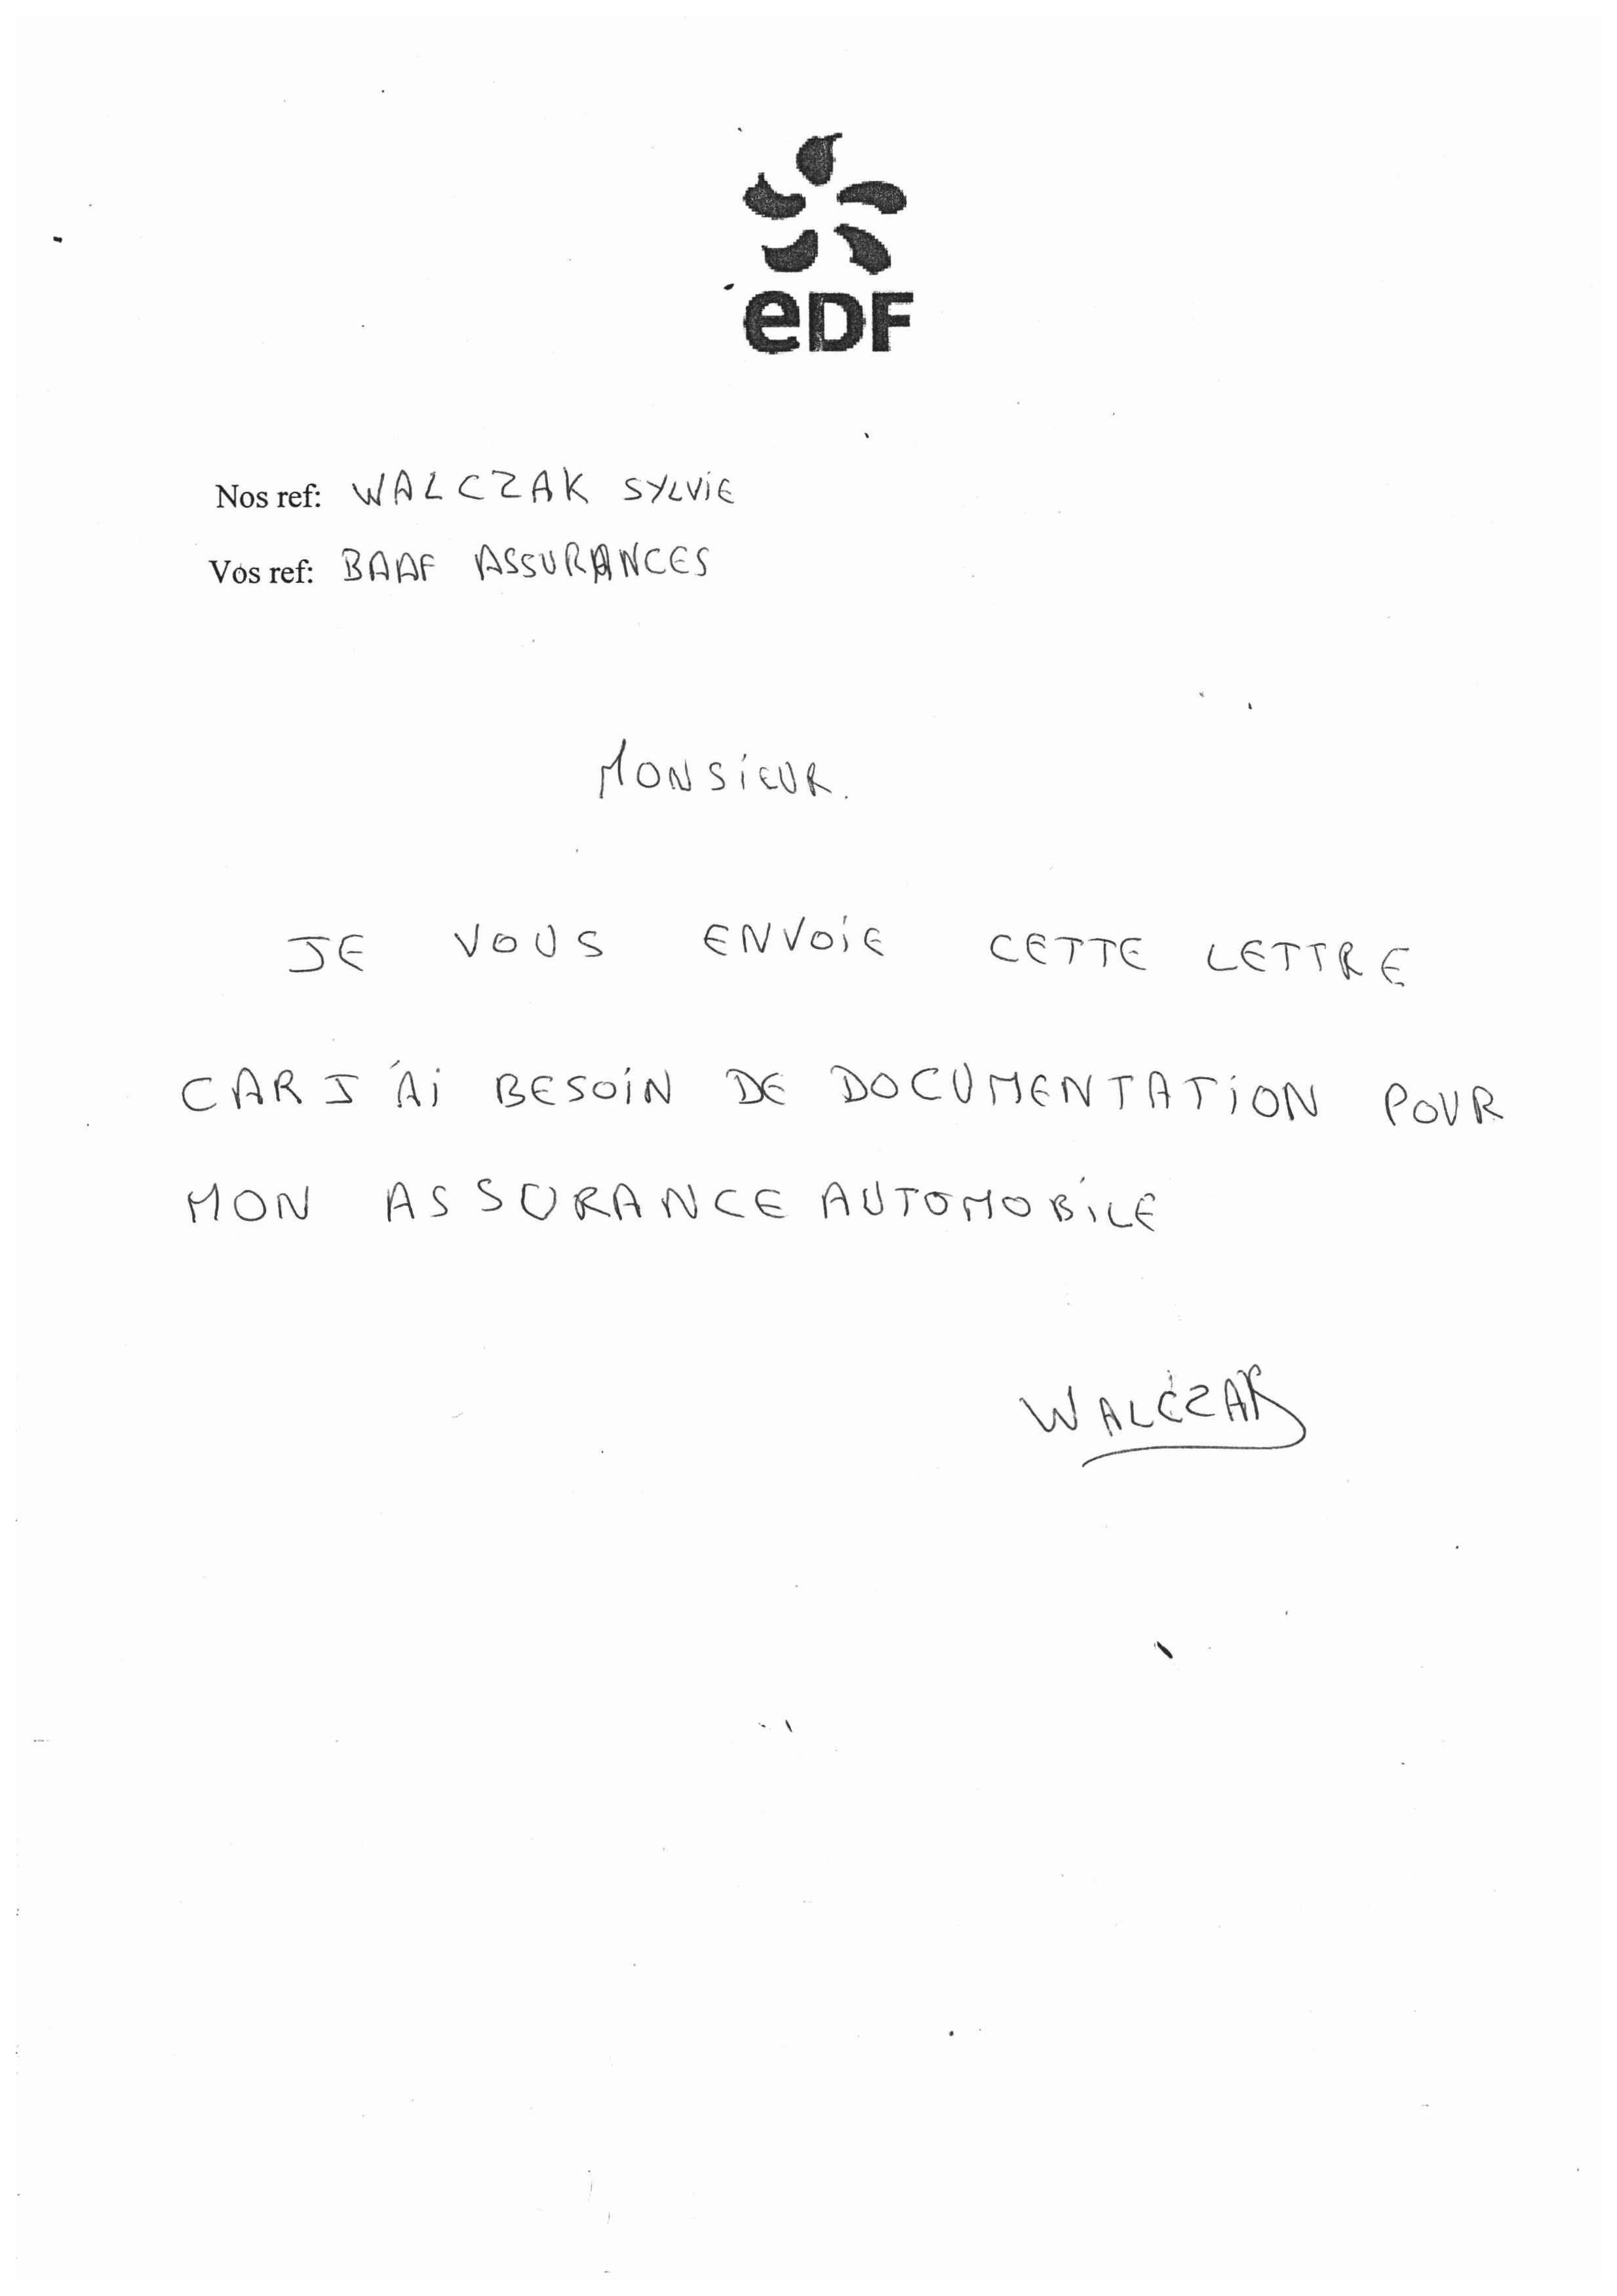 eDF
Nos ref: WALCZAK SYLViE
Vos ref: BAAF ASSURANCES
MONSiEUR.
JE VOUS ENVOiE CETTE LETTRE
CAR J'Ai BESOiN DE DOCUMENTATiON POUR
MON ASSURANCE AUTOMOBiLE
WALCZAK